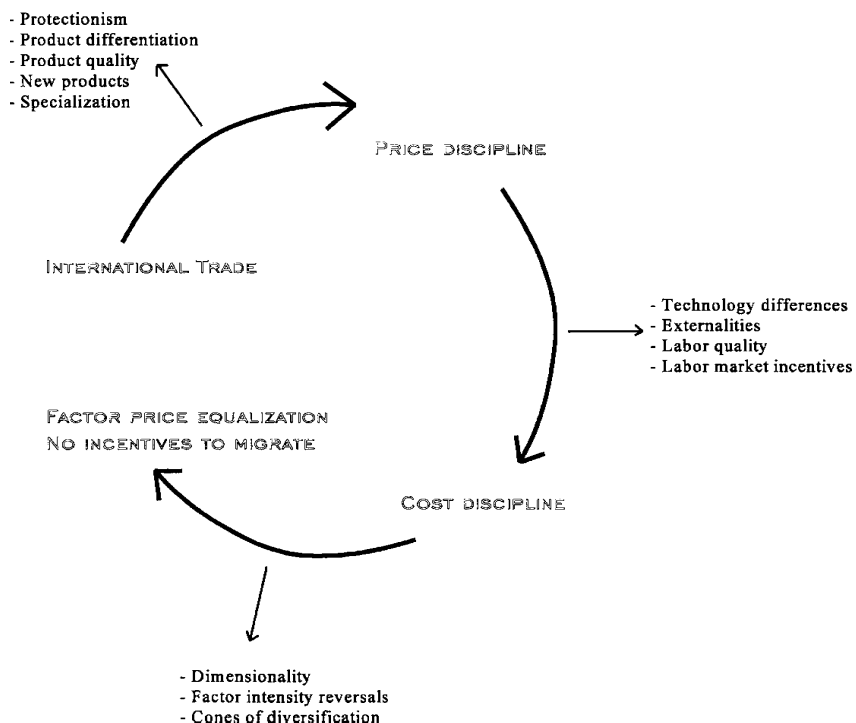 - Protectionism
- Product differentiation
- Product quality
- New products
- Specialization
PRICE DISCIPLINE
INTERNATIONAL TRADE
- Technology differences
- Externalities
- Labor quality
- Labor market incentives
FACTOR PRICE EQUALIZATION
NO INCENTIVES TO MIGRATE
COST DISCIPLINE
- Dimensionality
- Factor intensity reversals
- Cones of diversification